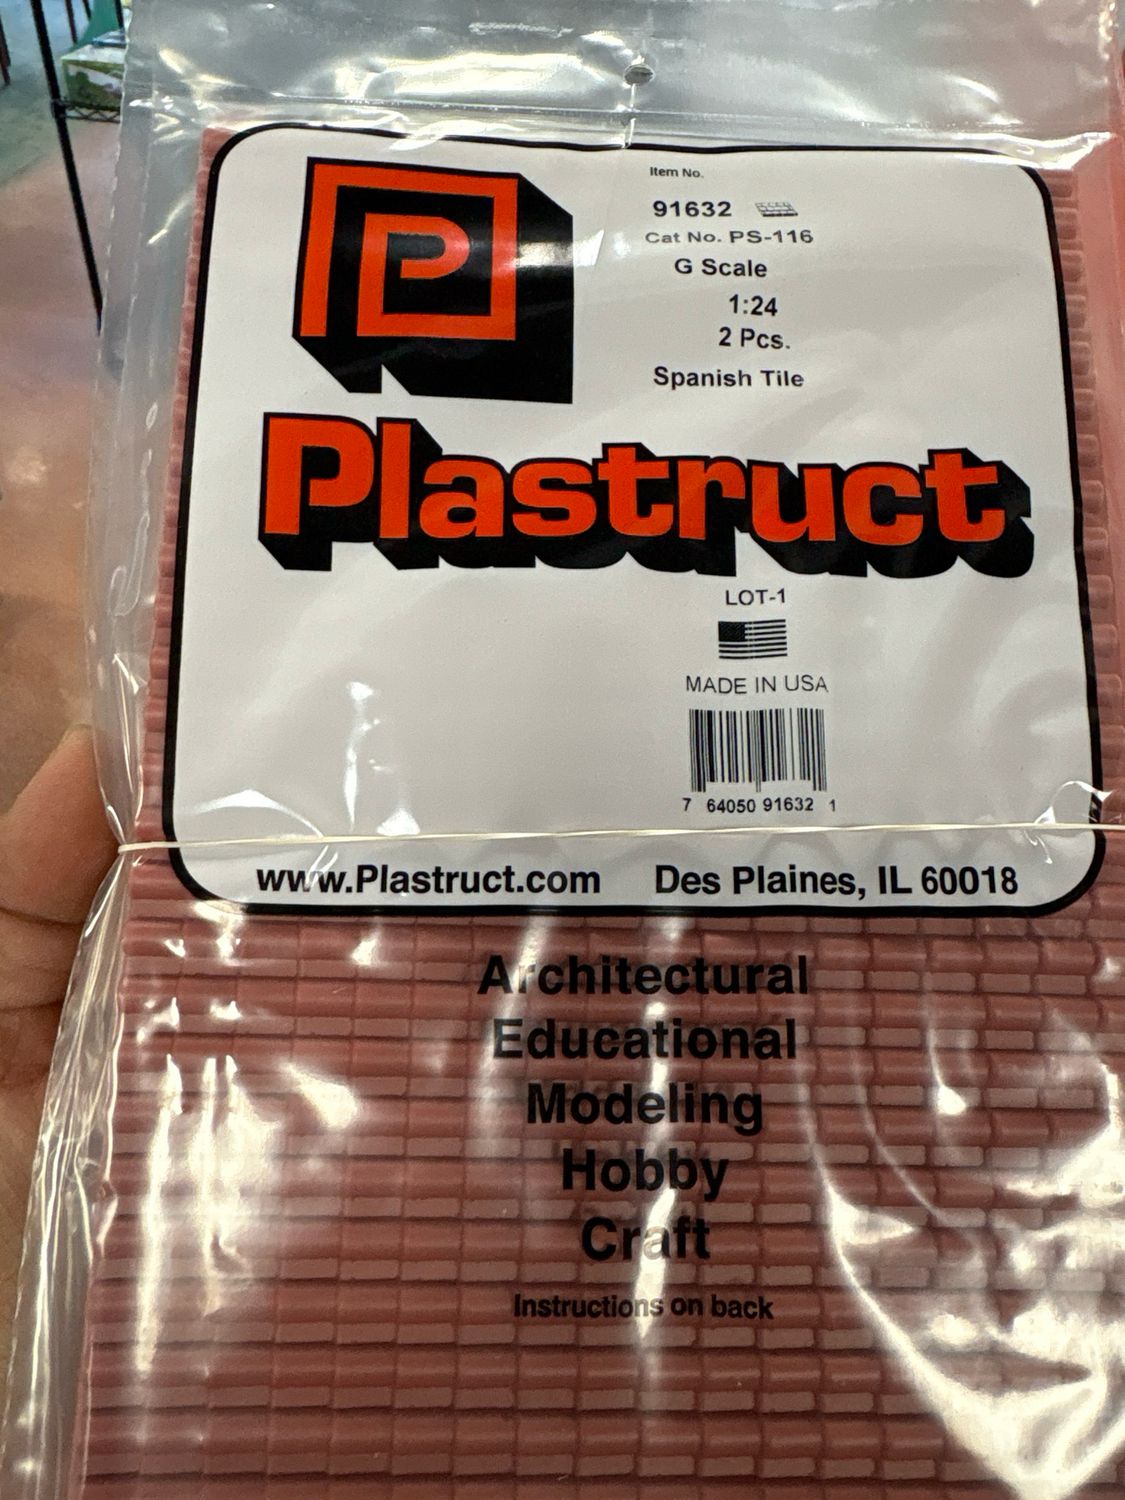 Item No.
91632
Cat No. PS-116
G Scale
1:24
2 Pcs.
Spanish Tile
P
Plastruct
LOT-1
MADE IN USA
7 64050 91632 1
www.Plastruct.com Des Plaines, IL 60018
Architectural
Educational
Modeling
Hobby
Craft
Instructions on back